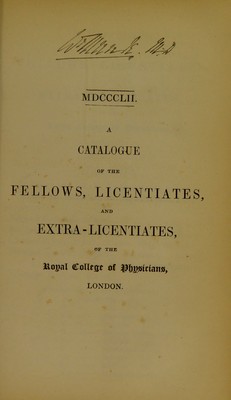 M.D
MDCCCLII.
A
CATALOGUE
OF THE
FELLOWS, LICENTIATES,
AND
EXTRA-LICENTIATES,
OF THE
Royal College of Physicians,
LONDON.